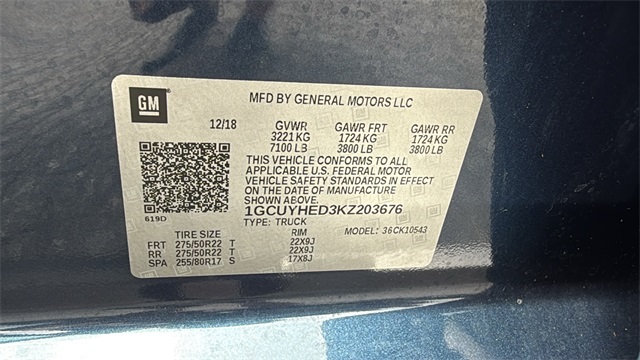 GM
MFD BY GENERAL MOTORS LLC
12/18 GVWR GAWR FRT GAWR RR
3221 KG 1724 KG 1724 KG
7100 LB 3800 LB 3800 LB
THIS VEHICLE CONFORMS TO ALL
APPLICABLE U.S. FEDERAL MOTOR
VEHICLE SAFETY STANDARDS IN EFFECT
ON THE DATE OF MANUFACTURE
SHOWN ABOVE.
619D
1GCUYHED3KZ203676
TYPE: TRUCK
TIRE SIZE RIM MODEL: 36CK10543
FRT 275/50R22 T 22X9J
RR 275/50R22 T 22X9J
SPA 255/80R17 S 17X8J